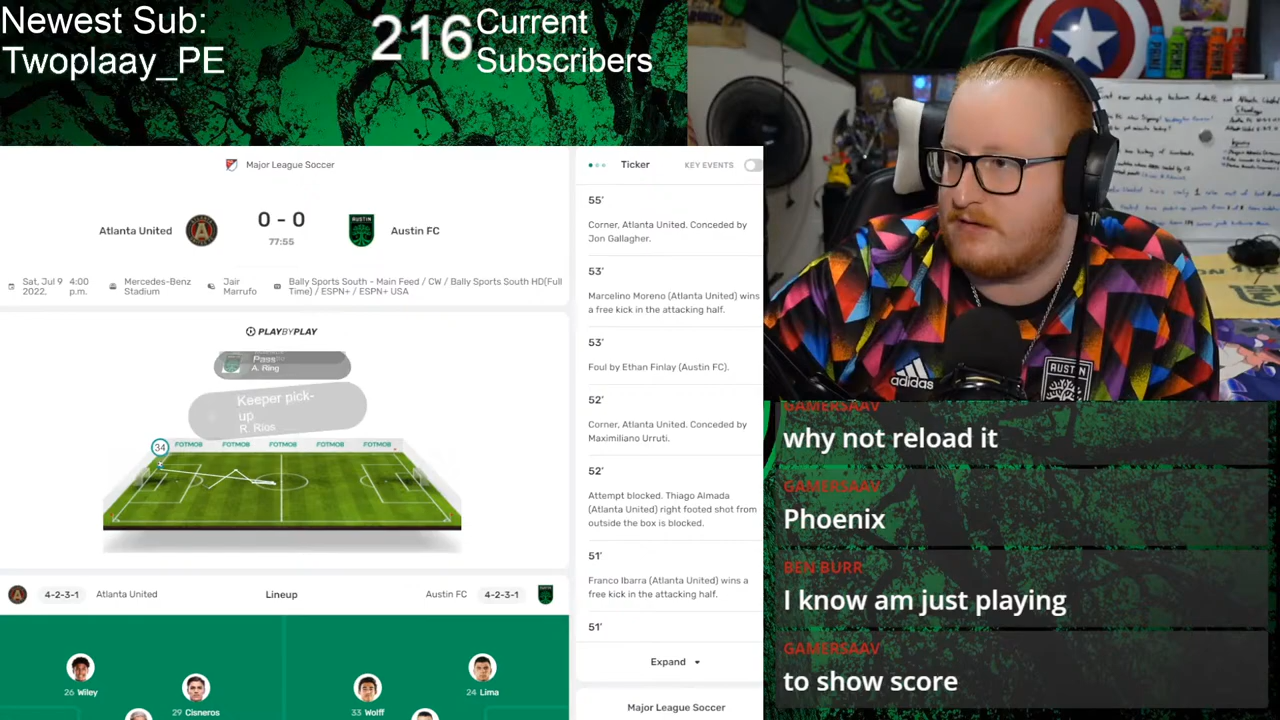 Newest Sub:
Twoplaay_PE
216
Current
Subscribers
Major League Soccer
Atlanta United
0 - 0
77:55
AUSTIN
Austin FC
Sat, Jul 9
2022,
4:00
p.m.
Mercedes-Benz
Stadium
Jair
Marrufo
Bally Sports South - Main Feed / CW / Bally Sports South HD(Full
Time) / ESPN+ / ESPN USA
PLAYBYPLAY
Pass
A. Ring
Keeper pick-
up
R. Rios
34
FOTMOB FOTMOB FOTMOB FOTMOB FOTMOB
4-2-3-1 Atlanta United Lineup Austin FC 4-2-3-1
26 Wiley
29 Cisneros
33 Wolff
24 Lima
Ticker
KEY EVENTS
55'
Corner, Atlanta United. Conceded by
Jon Gallagher.
53'
Marcelino Moreno (Atlanta United) wins
a free kick in the attacking half.
53'
Foul by Ethan Finlay (Austin FC).
52'
Corner, Atlanta United. Conceded by
Maximiliano Urruti.
52'
Attempt blocked. Thiago Almada
(Atlanta United) right footed shot from
outside the box is blocked.
51'
Franco Ibarra (Atlanta United) wins a
free kick in the attacking half.
51'
Expand
Major League Soccer
PRIME
adidas
AUSTIN
GAMERSAAV
why not reload it
GAMERSAAV
Phoenix
BEN BURR
I know am just playing
GAMERSAAV
to show score